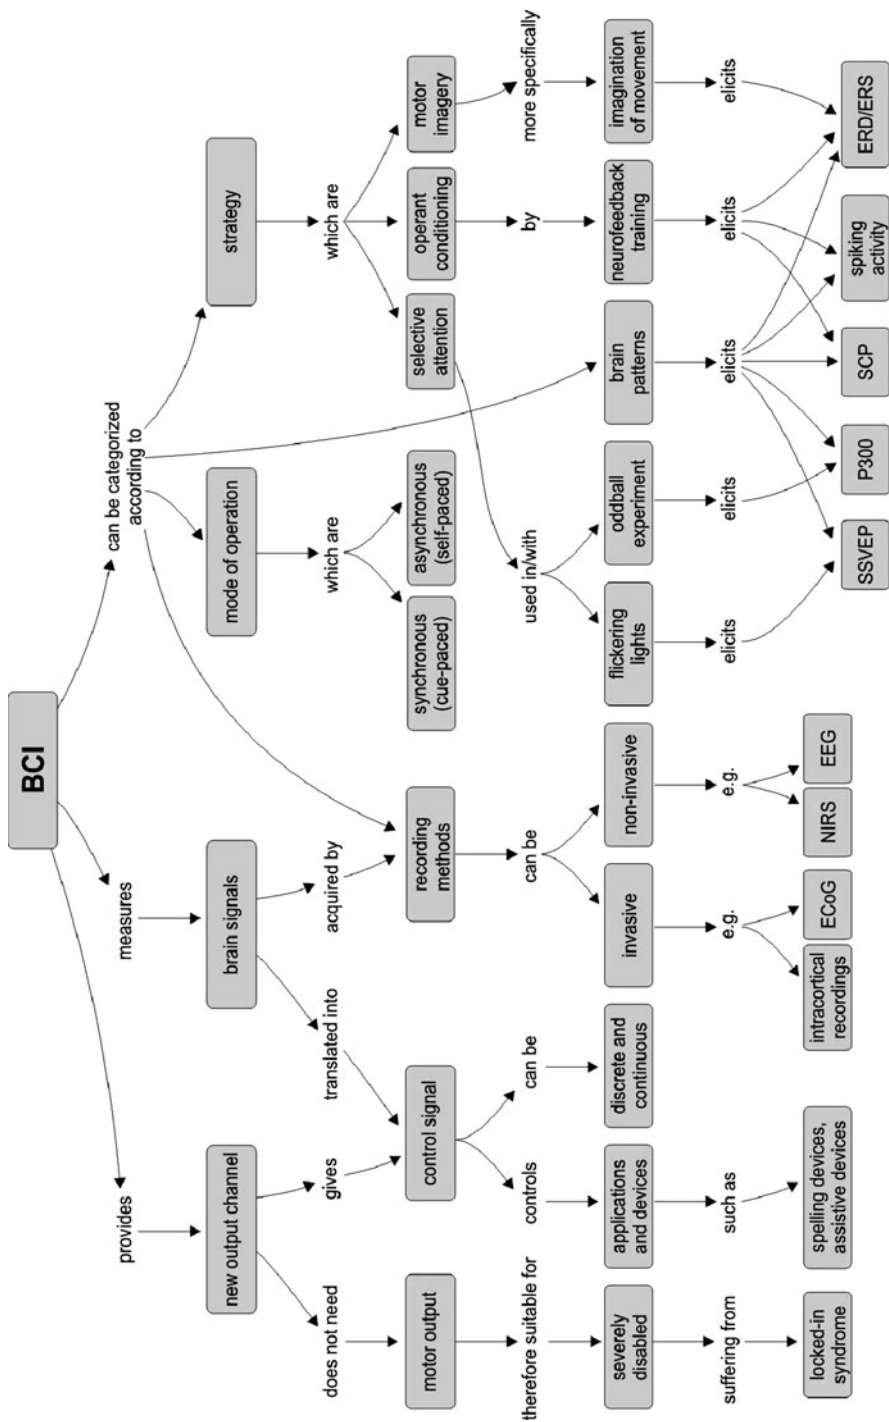 BCI
provides
measures
can be categorized
according to
new output channel
brain signals
mode of operation
strategy
does not need
gives
translated into
acquired by
which are
which are
motor output
control signal
recording
methods
synchronous
(cue-paced)
asynchronous
(self-paced)
selective
attention
operant
conditioning
motor
imagery
therefore suitable for
controls
can be
can be
used in/with
by
more specifically
severely
disabled
applications
and devices
discrete and
continuous
invasive
non-invasive
flickering
lights
oddball
experiment
brain
patterns
neurofeedback
training
imagination
of movement
suffering from
such as
e.g.
e.g.
elicits
elicits
elicits
elicits
elicits
locked-in
syndrome
spelling devices,
assistive devices
intracortical
recordings
ECoG
NIRS
EEG
SSVEP
P300
SCP
spiking
activity
ERD/ERS